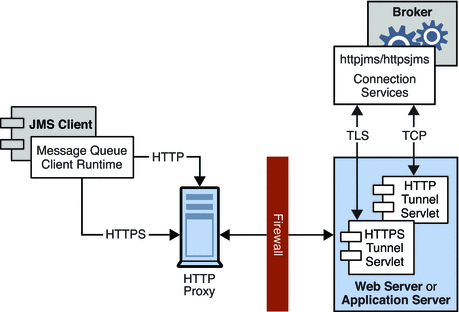 Broker
httpjms/httpsjms
Connection
Services
JMS Client
Message Queue
Client Runtime
HTTP
TLS
TCP
HTTP
Tunnel
Servlet
HTTPS
HTTPS
Tunnel
Servlet
Firewall
HTTP
Proxy
Web Server or
Application Server